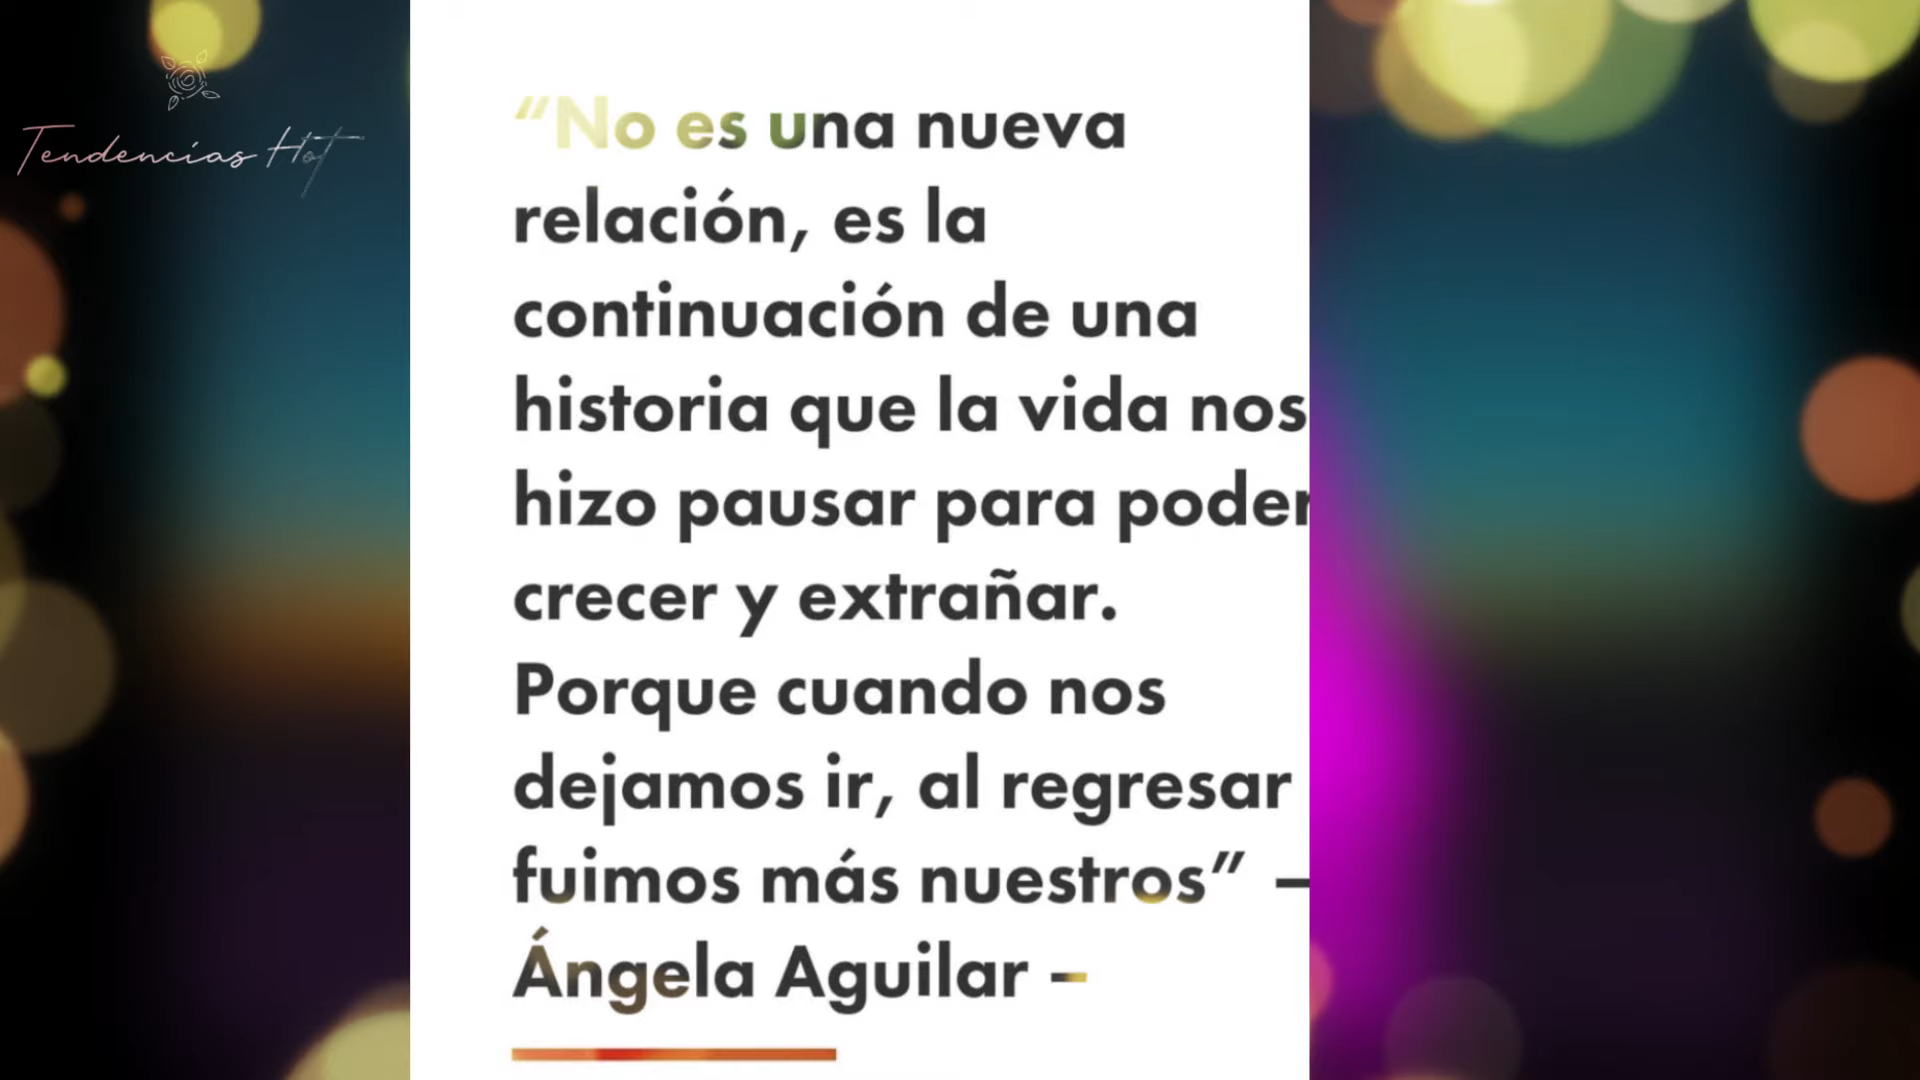 Tendencias Hot
“No es una nueva
relación, es la
continuación de una
historia que la vida nos
hizo pausar para poder
crecer y extrañar.
Porque cuando nos
dejamos ir, al regresar
fuimos más nuestros” –
Ángela Aguilar –